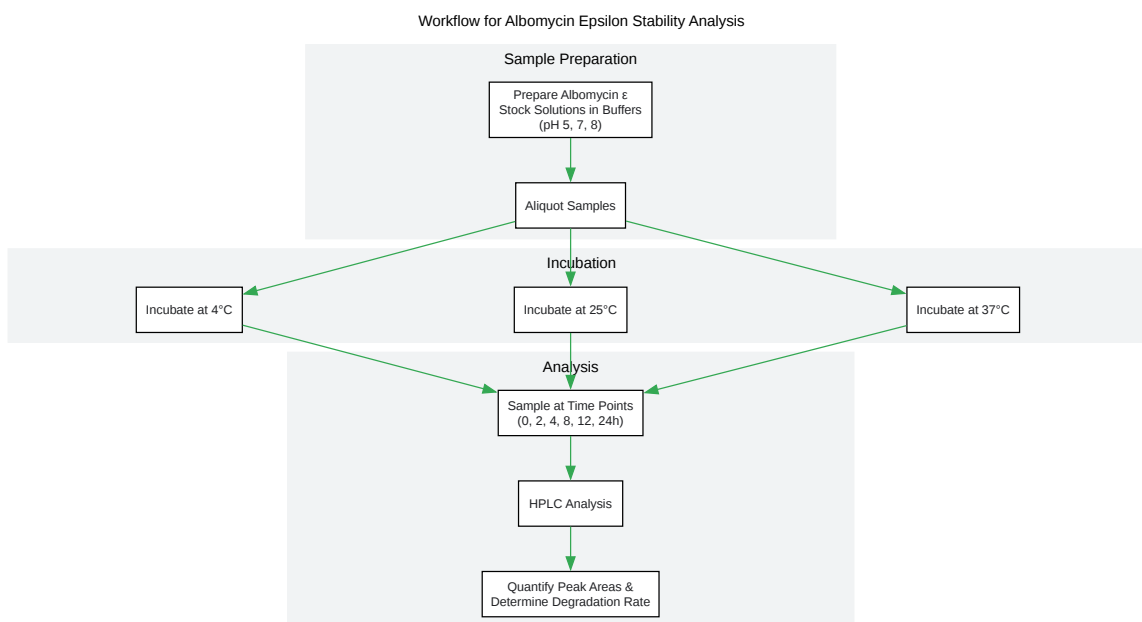 Workflow for Albomycin Epsilon Stability Analysis
Sample Preparation
Prepare Albomycin ε
Stock Solutions in Buffers
(pH 5, 7, 8)
Aliquot Samples
Incubation
Incubate at 4°C
Incubate at 25°C
Incubate at 37°C
Analysis
Sample at Time Points
(0, 2, 4, 8, 12, 24h)
HPLC Analysis
Quantify Peak Areas &
Determine Degradation Rate